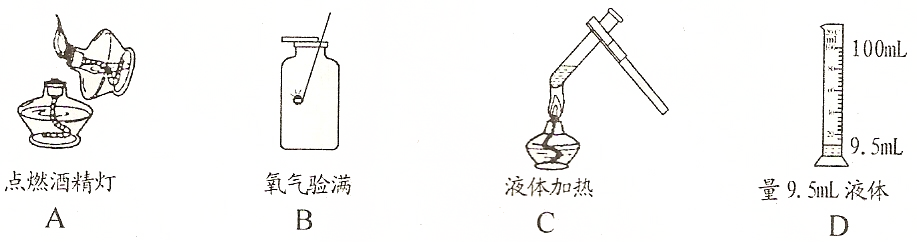 100mL
9.5mL
点燃酒精灯
氧气验满
液体加热
量9.5mL液体
A
B
C
D